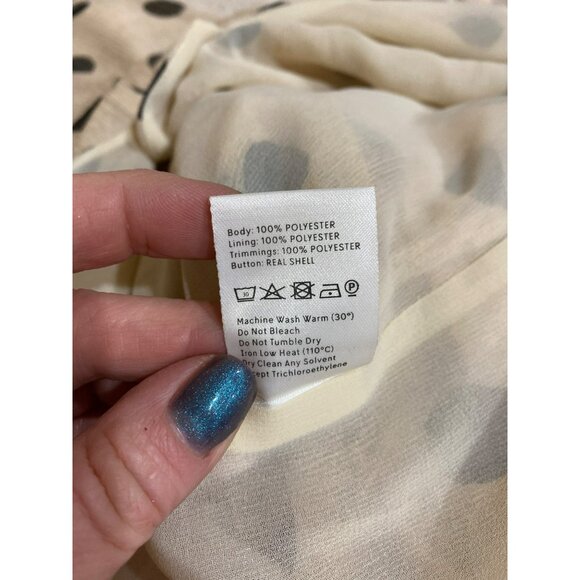 Body: 100% POLYESTER
Lining: 100% POLYESTER
Trimmings: 100% POLYESTER
Button: REAL SHELL
30 P
Machine Wash Warm (30°)
Do Not Bleach
Do Not Tumble Dry
Iron Low Heat (110°C)
Dry Clean Any Solvent
cept Trichloroethylene